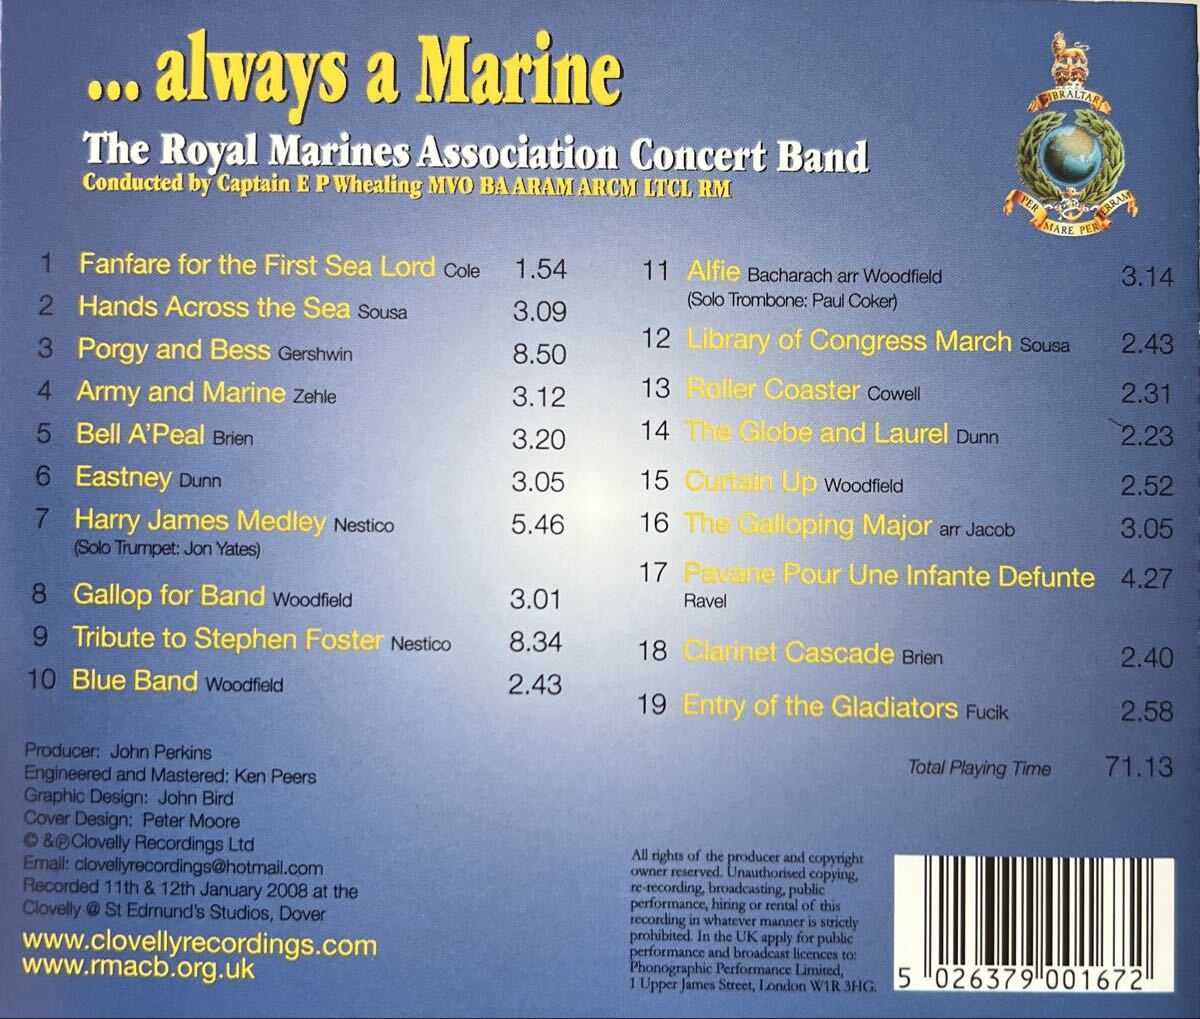 ... always a Marine
The Royal Marines Association Concert Band
Conducted by Captain E P Whealing MVO BA ARAM ARCM LTCL RM
GIBRALTAR
PER MARE PER TERRAM
1 Fanfare for the First Sea Lord Cole 1.54
2 Hands Across the Sea Sousa 3.09
3 Porgy and Bess Gershwin 8.50
4 Army and Marine Zehle 3.12
5 Bell A'Peal Brien 3.20
6 Eastney Dunn 3.05
7 Harry James Medley Nestico 5.46
(Solo Trumpet: Jon Yates)
8 Gallop for Band Woodfield 3.01
9 Tribute to Stephen Foster Nestico 8.34
10 Blue Band Woodfield 2.43
11 Alfie Bacharach arr Woodfield 3.14
(Solo Trombone: Paul Coker)
12 Library of Congress March Sousa 2.43
13 Roller Coaster Cowell 2.31
14 The Globe and Laurel Dunn 2.23
15 Curtain Up Woodfield 2.52
16 The Galloping Major arr Jacob 3.05
17 Pavane Pour Une Infante Defunte 4.27
Ravel
18 Clarinet Cascade Brien 2.40
19 Entry of the Gladiators Fucik 2.58
Total Playing Time 71.13
Producer: John Perkins
Engineered and Mastered: Ken Peers
Graphic Design: John Bird
Cover Design: Peter Moore
© &℗Clovelly Recordings Ltd
Email: clovellyrecordings@hotmail.com
Recorded 11th & 12th January 2008 at the
Clovelly @ St Edmund's Studios, Dover
www.clovellyrecordings.com
www.rmacb.org.uk
All rights of the producer and copyright
owner reserved. Unauthorised copying,
re-recording, broadcasting, public
performance, hiring or rental of this
recording in whatever manner is strictly
prohibited. In the UK apply for public
performance and broadcast licences to:
Phonographic Performance Limited,
1 Upper James Street, London W1R 3HG.
5 026379 001672